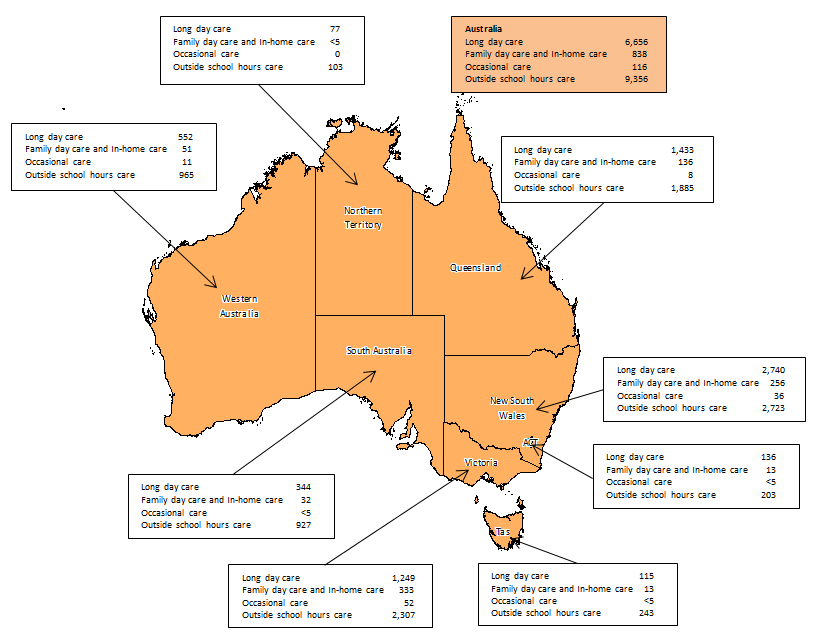 Long day care 77
Family day care and In-home care <5
Occasional care 0
Outside school hours care 103
Australia
Long day care 6,656
Family day care and In-home care 838
Occasional care 116
Outside school hours care 9,356
Long day care 552
Family day care and In-home care 51
Occasional care 11
Outside school hours care 965
Long day care 1,433
Family day care and In-home care 136
Occasional care 8
Outside school hours care 1,885
Northern
Territory
Queensland
Western
Australia
South Australia
New South
Wales
ACT
Victoria
Tas
Long day care 2,740
Family day care and In-home care 256
Occasional care 36
Outside school hours care 2,723
Long day care 136
Family day care and In-home care 13
Occasional care <5
Outside school hours care 203
Long day care 344
Family day care and In-home care 32
Occasional care <5
Outside school hours care 927
Long day care 1,249
Family day care and In-home care 333
Occasional care 52
Outside school hours care 2,307
Long day care 115
Family day care and In-home care 13
Occasional care <5
Outside school hours care 243